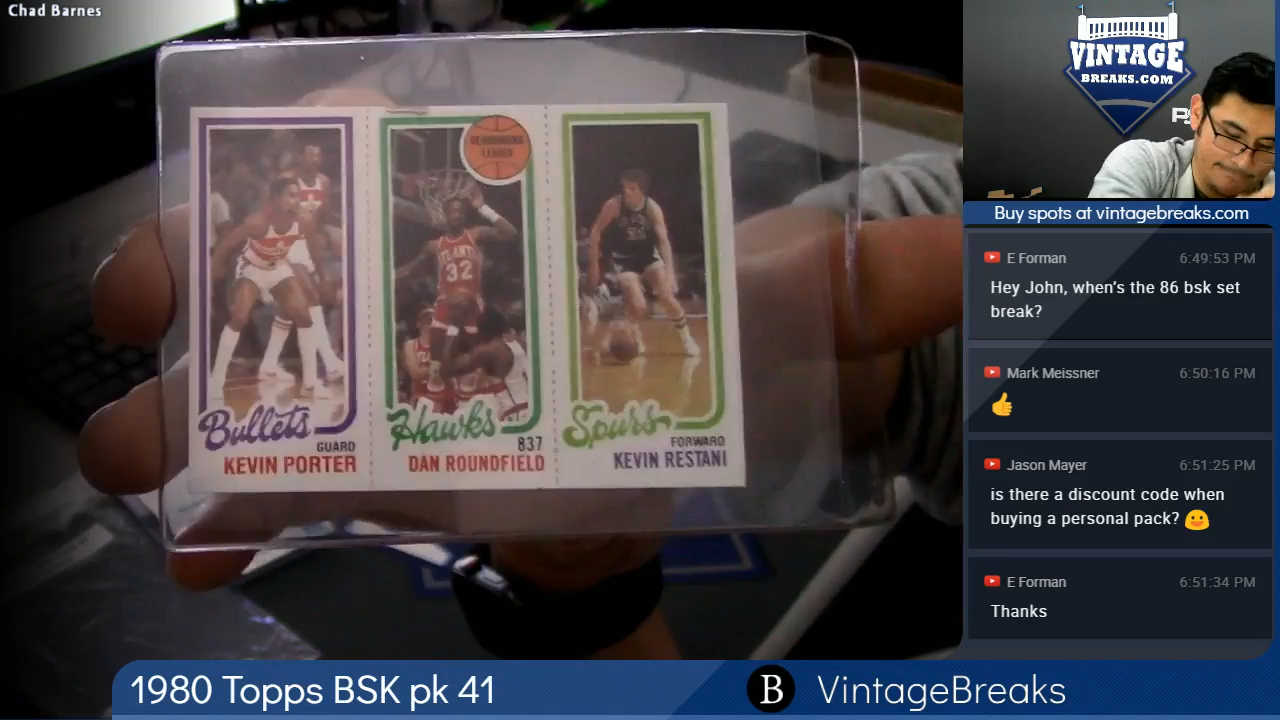 Chad Barnes
REBOUNDING
LEADER
ATLANTA
32
Bullets
GUARD
KEVIN PORTER
Hawks
837
DAN ROUNDFIELD
Spurs
FORWARD
KEVIN RESTANI
VINTAGE
BREAKS.COM
Buy spots at vintagebreaks.com
E Forman 6:49:53 PM
Hey John, when's the 86 bsk set
break?
Mark Meissner 6:50:16 PM
👍
Jason Mayer 6:51:25 PM
is there a discount code when
buying a personal pack? 😃
E Forman 6:51:34 PM
Thanks
1980 Topps BSK pk 41
B VintageBreaks